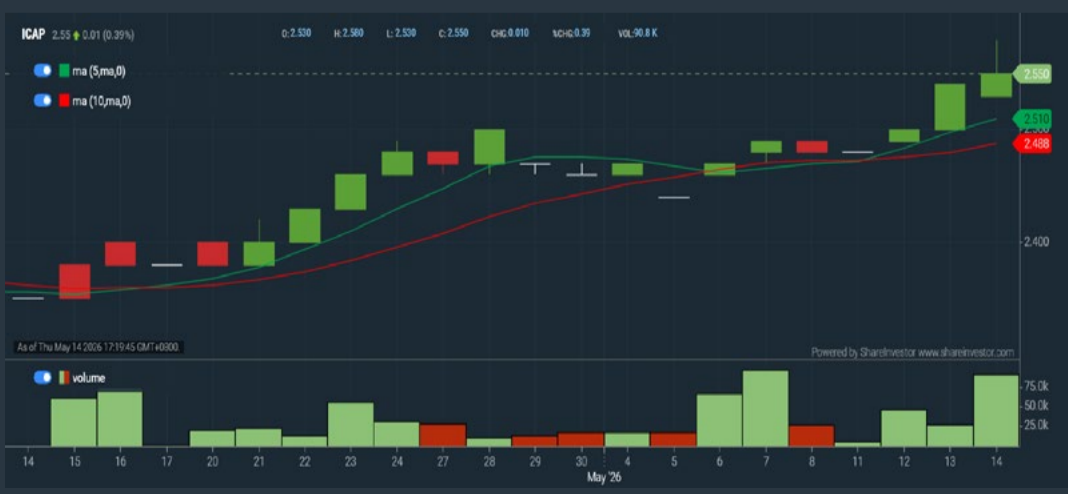 ICAP 2.55 0.01 (0.39%) O:2.530 H:2.580 L:2.530 C:2.550 CHG:0.010 %CHG:0.39 VOL:90.8 K
ma (5,ma,0)
ma (10,ma,0)
2.550
2.510
2.488
2.400
As of Thu May 14 2026 17:19:45 GMT+0800.
Powered by ShareInvestor www.shareinvestor.com
volume
75.0k
50.0k
25.0k
14 15 16 17 20 21 22 23 24 27 28 29 30 4 5 6 7 8 11 12 13 14
May '26